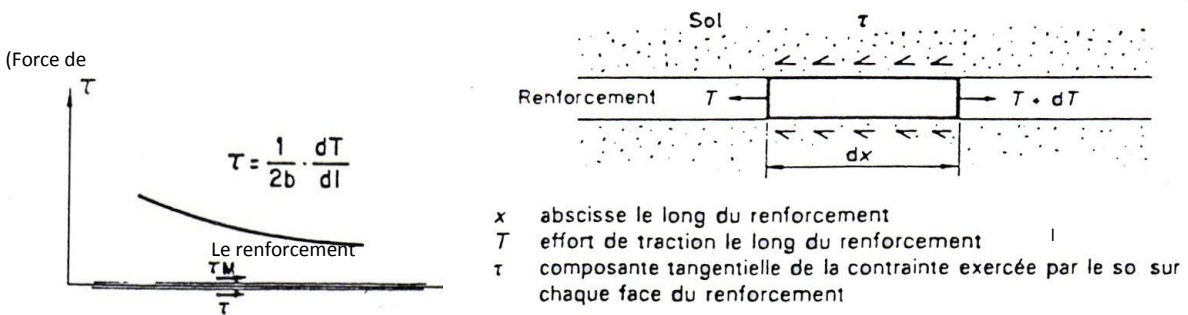 (Force de
τ
τ = 1/2b · dT/dl
Le renforcement
τ M
τ
Sol τ
Renforcement T T + dT
dx
x abscisse le long du renforcement
T effort de traction le long du renforcement
l
τ composante tangentielle de la contrainte exercée par le so sur
chaque face du renforcement